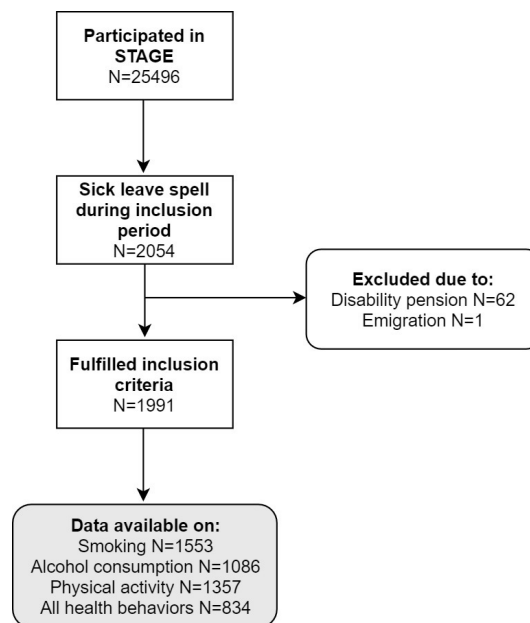 Participated in
STAGE
N=25496
Sick leave spell
during inclusion
period
N=2054
Excluded due to:
Disability pension N=62
Emigration N=1
Fulfilled inclusion
criteria
N=1991
Data available on:
Smoking N=1553
Alcohol consumption N=1086
Physical activity N=1357
All health behaviors N=834